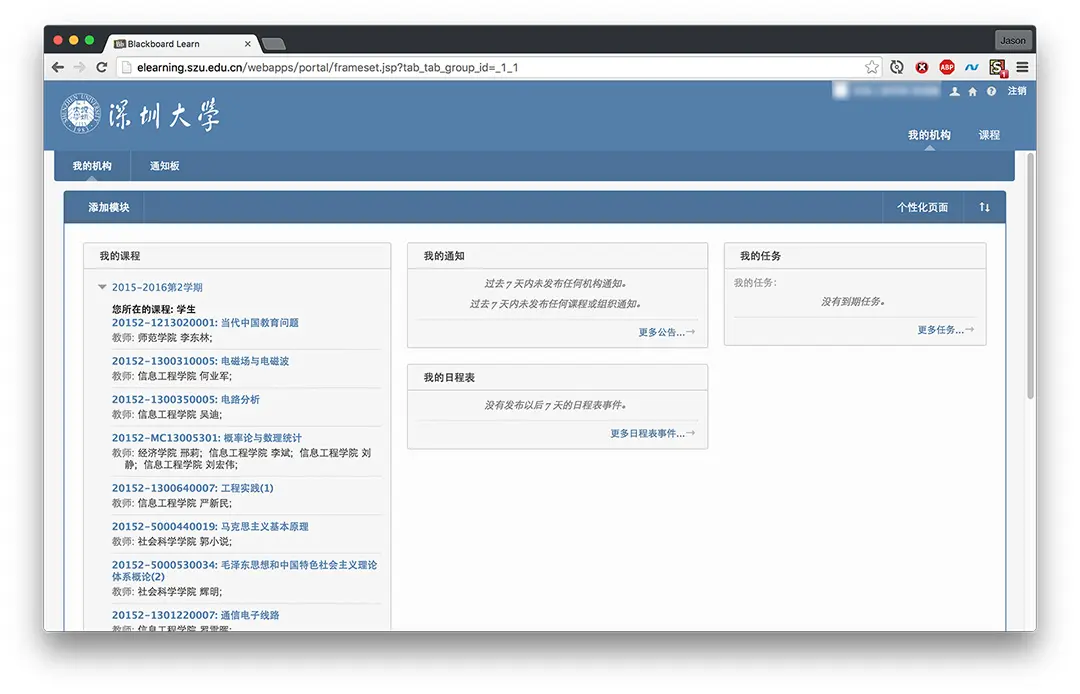 Blackboard Learn
Jason
elearning.szu.edu.cn/webapps/portal/frameset.jsp?tab_tab_group_id=_1_1
ABP
注销
深圳大学
我的机构 课程
我的机构 通知板
添加模块 个性化页面
我的课程
2015-2016第2学期
您所在的课程: 学生
20152-1213020001: 当代中国教育问题
教师: 师范学院 李东林;
20152-1300310005: 电磁场与电磁波
教师: 信息工程学院 何业军;
20152-1300350005: 电路分析
教师: 信息工程学院 吴迪;
20152-MC13005301: 概率论与数理统计
教师: 经济学院 邢莉; 信息工程学院 李斌; 信息工程学院 刘
静; 信息工程学院 刘宏伟;
20152-1300640007: 工程实践(1)
教师: 信息工程学院 严新民;
20152-5000440019: 马克思主义基本原理
教师: 社会科学学院 郭小说;
20152-5000530034: 毛泽东思想和中国特色社会主义理论
体系概论(2)
教师: 社会科学学院 辉明;
20152-1301220007: 通信电子线路
教师: 信息工程学院
我的通知
过去 7 天内未发布任何机构通知。
过去 7 天内未发布任何课程或组织通知。
更多公告...→
我的日程表
没有发布以后 7 天的日程表事件。
更多日程表事件...→
我的任务
我的任务:
没有到期任务。
更多任务...→